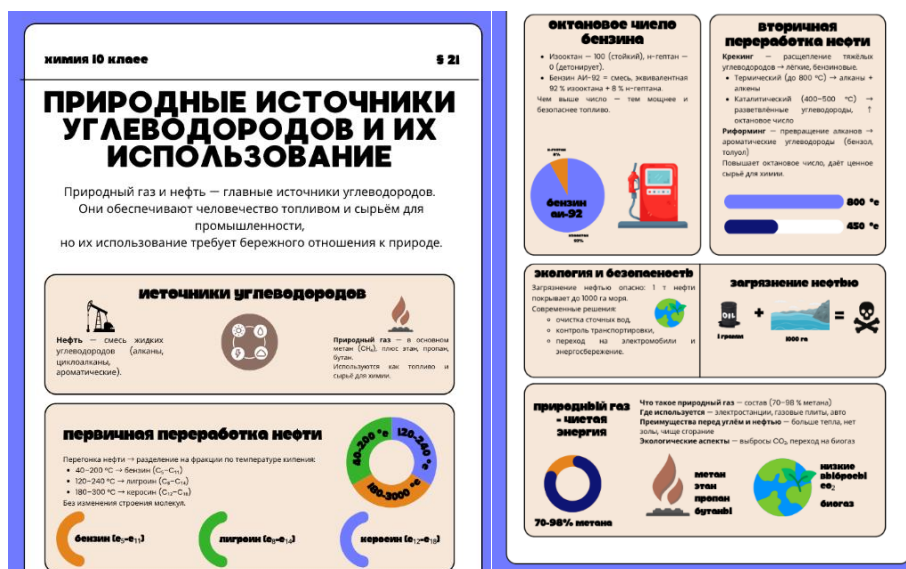 химия 10 класс
§ 21
ПРИРОДНЫЕ ИСТОЧНИКИ
УГЛЕВОДОРОДОВ И ИХ
ИСПОЛЬЗОВАНИЕ
Природный газ и нефть — главные источники углеводородов.
Они обеспечивают человечество топливом и сырьём для
промышленности,
но их использование требует бережного отношения к природе.
источники углеводородов
Нефть — смесь жидких
углеводородов (алканы,
циклоалканы,
ароматические).
Природный газ — в основном
метан (CH₄), плюс этан, пропан,
бутан.
Используются как топливо и
сырьё для химии.
первичная переработка нефти
Перегонка нефти → разделение на фракции по температуре кипения:
• 40–200 °C → бензин (C₅–C₁₁)
• 120–240 °C → лигроин (C₈–C₁₄)
• 180–300 °C → керосин (C₁₂–C₁₈)
Без изменения строения молекул.
120-240 °c
180-3000 °c
бензин (c₅-c₁₁)
лигроин (c₈-c₁₄)
керосин (c₁₂-c₁₈)
октановое число
бензина
• Изооктан — 100 (стойкий), н-гептан —
0 (детонирует).
• Бензин АИ-92 = смесь, эквивалентная
92 % изооктана + 8 % н-гептана.
Чем выше число — тем мощнее и
безопаснее топливо.
н-гептан
8%
бензин
аи-92
вторичная
переработка нефти
Крекинг — расщепление тяжёлых
углеводородов → лёгкие, бензиновые.
• Термический (до 800 °C) → алканы +
алкены
• Каталитический (400–500 °C) →
разветвлённые углеводороды, ↑
октановое число
Риформинг — превращение алканов →
ароматические углеводороды (бензол,
толуол)
Повышает октановое число, даёт ценное
сырьё для химии.
800 °c
450 °c
экология и безопасность
Загрязнение нефтью опасно: 1 т нефти
покрывает до 1000 га моря.
Современные решения:
○ очистка сточных вод,
○ контроль транспортировки,
○ переход на электромобили и
энергосбережение.
загрязнение нефтью
OIL
+
=
1000 га
природный газ
- чистая
энергия
Что такое природный газ — состав (70–98 % метана)
Где используется — электростанции, газовые плиты, авто
Преимущества перед углём и нефтью — больше тепла, нет
золы, чище сгорание
Экологические аспекты — выбросы CO₂, переход на биогаз
70-98% метана
метан
этан
пропан
бутаны
низкие
выбросы
co₂
биогаз